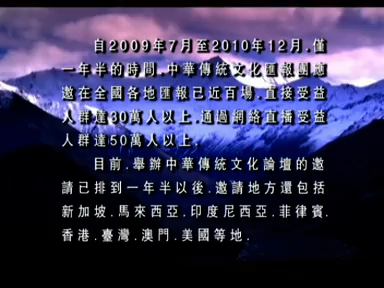 自2009年7月至2010年12月.僅
一年半的時間.中華傳統文化匯報團應
邀在全國各地匯報已近百場.直接受益
人群達30萬人以上.通過網絡直播受益
人群達50萬人以上.
目前.舉辦中華傳統文化論壇的邀
請已排到一年半以後.邀請地方還包括
新加坡.馬來西亞.印度尼西亞.菲律賓.
香港.臺灣.澳門.美國等地.